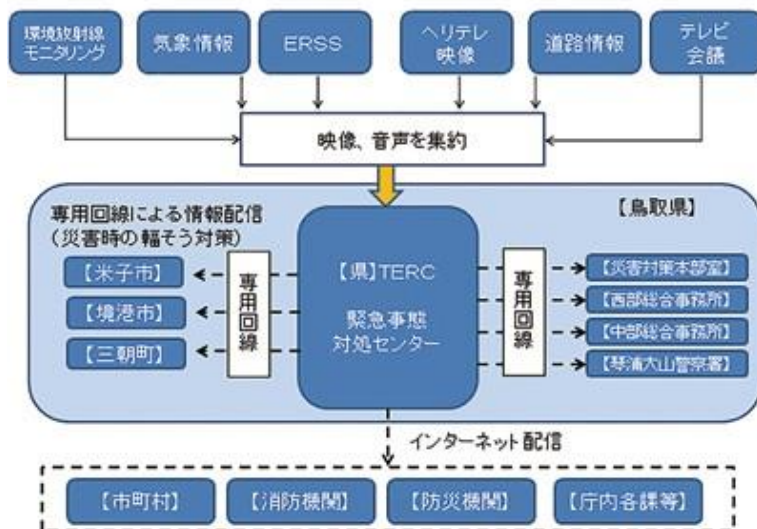 環境放射線
モニタリング
気象情報
ERSS
ヘリテレ
映像
道路情報
テレビ
会議
映像、音声を集約
専用回線による情報配信
(災害時の輻そう対策)
【鳥取県】
【米子市】
【境港市】
【三朝町】
専用回線
【県】TERC
緊急事態
対処センター
専用回線
【災害対策本部室】
【西部総合事務所】
【中部総合事務所】
【琴浦大山警察署】
インターネット配信
【市町村】
【消防機関】
【防災機関】
【庁内各課等】